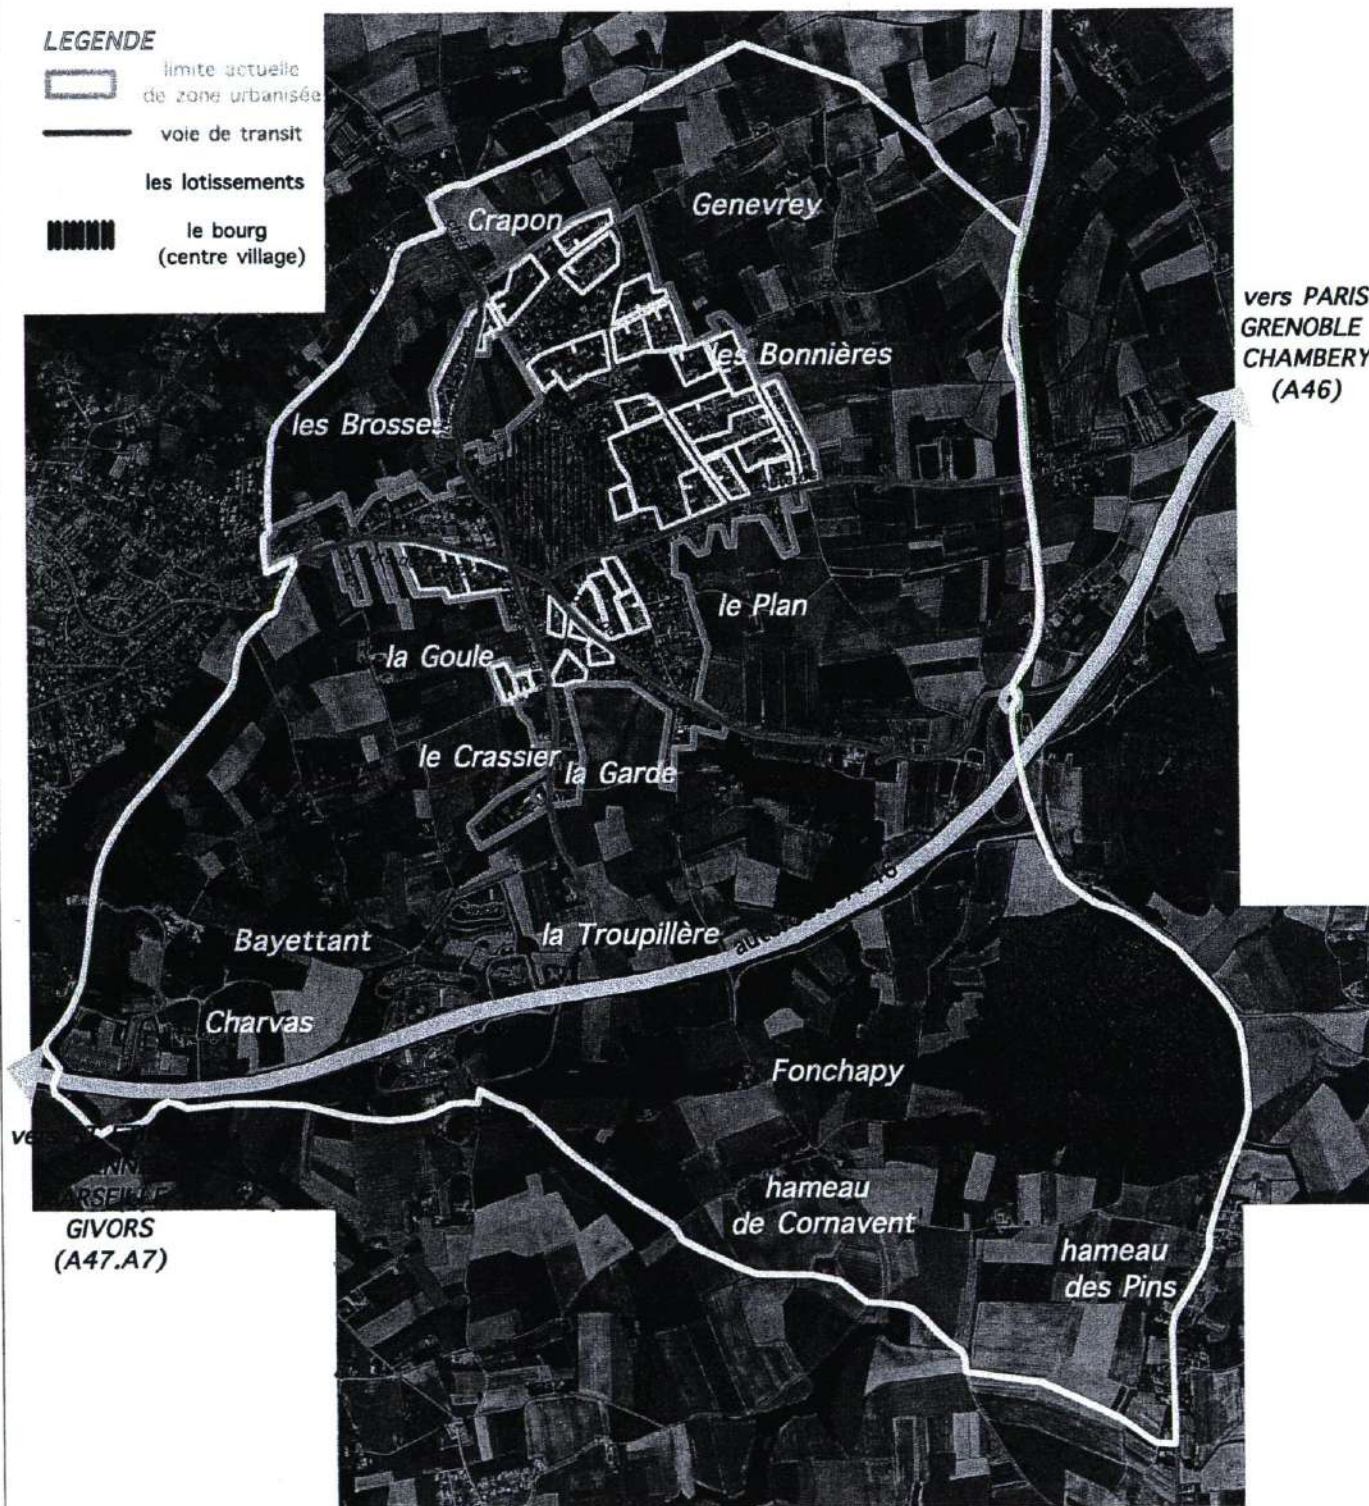 LEGENDE
limite actuelle
de zone urbanisée
voie de transit
les lotissements
le bourg
(centre village)
Crapon
Genevrey
vers PARIS
GRENOBLE
CHAMBERY
(A46)
les Bonnières
les Brosses
le Plan
la Goule
le Crassier
la Garde
Bayettant
la Troupillère
Charvas
Fonchapy
vers
GIVORS
(A47.A7)
hameau
de Cornavent
hameau
des Pins